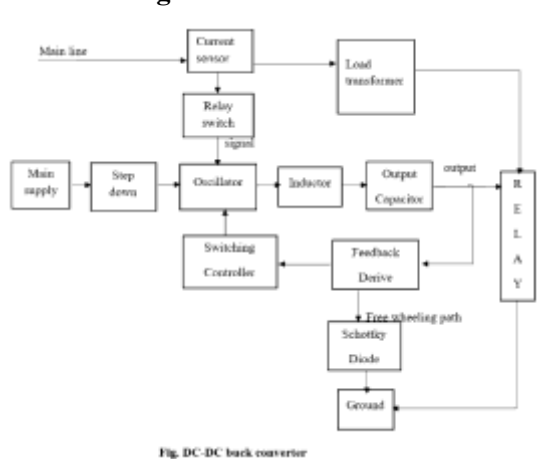 Main line
Current
sensor
Load
transformer
Relay
switch
signal
Main
supply
Step
down
Oscillator
Inductor
Output
Capacitor
output
R
E
L
A
Y
Switching
Controller
Feedback
Derive
Free wheeling path
Schottky
Diode
Ground
Fig. DC-DC buck converter